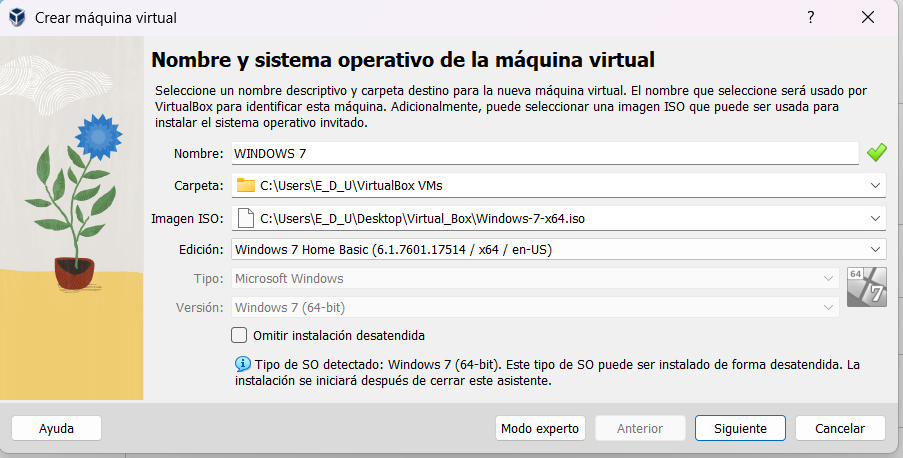 Crear máquina virtual
?
Nombre y sistema operativo de la máquina virtual
Seleccione un nombre descriptivo y carpeta destino para la nueva máquina virtual. El nombre que seleccione será usado por
VirtualBox para identificar esta máquina. Adicionalmente, puede seleccionar una imagen ISO que puede ser usada para
instalar el sistema operativo invitado.
Nombre: WINDOWS 7
Carpeta: C:\Users\E_D_U\VirtualBox VMs
Imagen ISO: C:\Users\E_D_U\Desktop\Virtual_Box\Windows-7-x64.iso
Edición: Windows 7 Home Basic (6.1.7601.17514 / x64 / en-US)
Tipo: Microsoft Windows
64
7
Versión: Windows 7 (64-bit)
Omitir instalación desatendida
Tipo de SO detectado: Windows 7 (64-bit). Este tipo de SO puede ser instalado de forma desatendida. La
instalación se iniciará después de cerrar este asistente.
Ayuda Modo experto Anterior Siguiente Cancelar